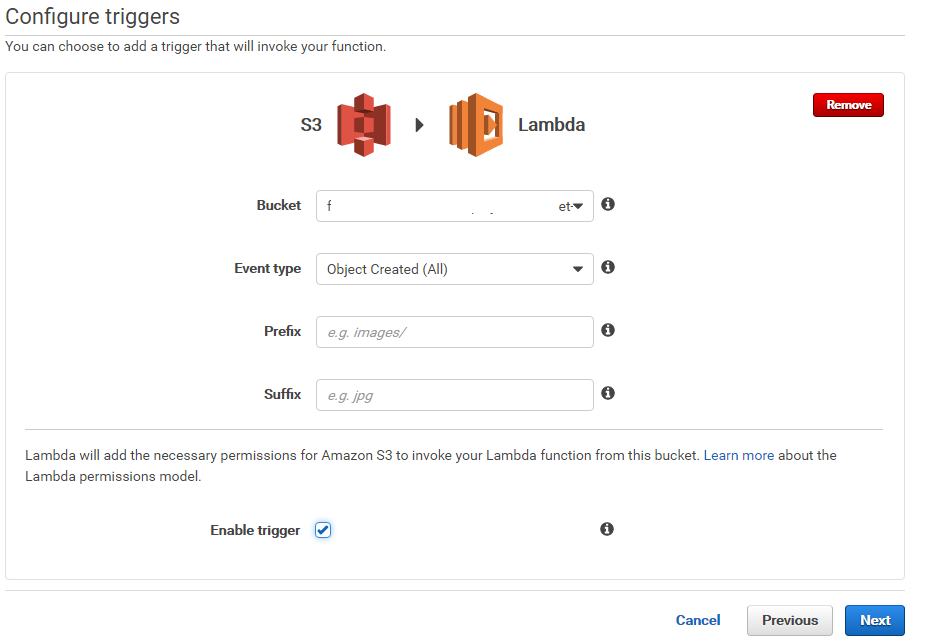 Configure triggers
You can choose to add a trigger that will invoke your function.
S3
Lambda
Remove
Bucket
f
et-
Event type
Object Created (All)
Prefix
e.g. images/
Suffix
e.g. jpg
Lambda will add the necessary permissions for Amazon S3 to invoke your Lambda function from this bucket. Learn more about the
Lambda permissions model.
Enable trigger
Cancel
Previous
Next